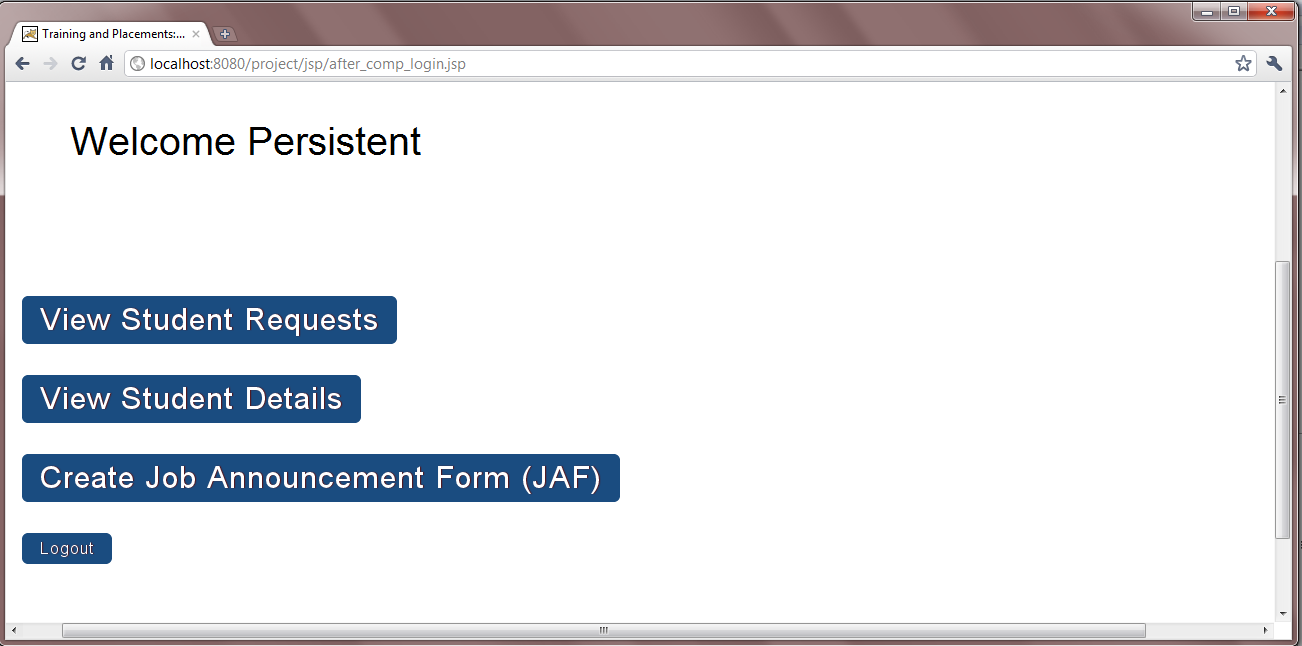 Training and Placements:...
localhost:8080/project/jsp/after_comp_login.jsp
Welcome Persistent
View Student Requests
View Student Details
Create Job Announcement Form (JAF)
Logout